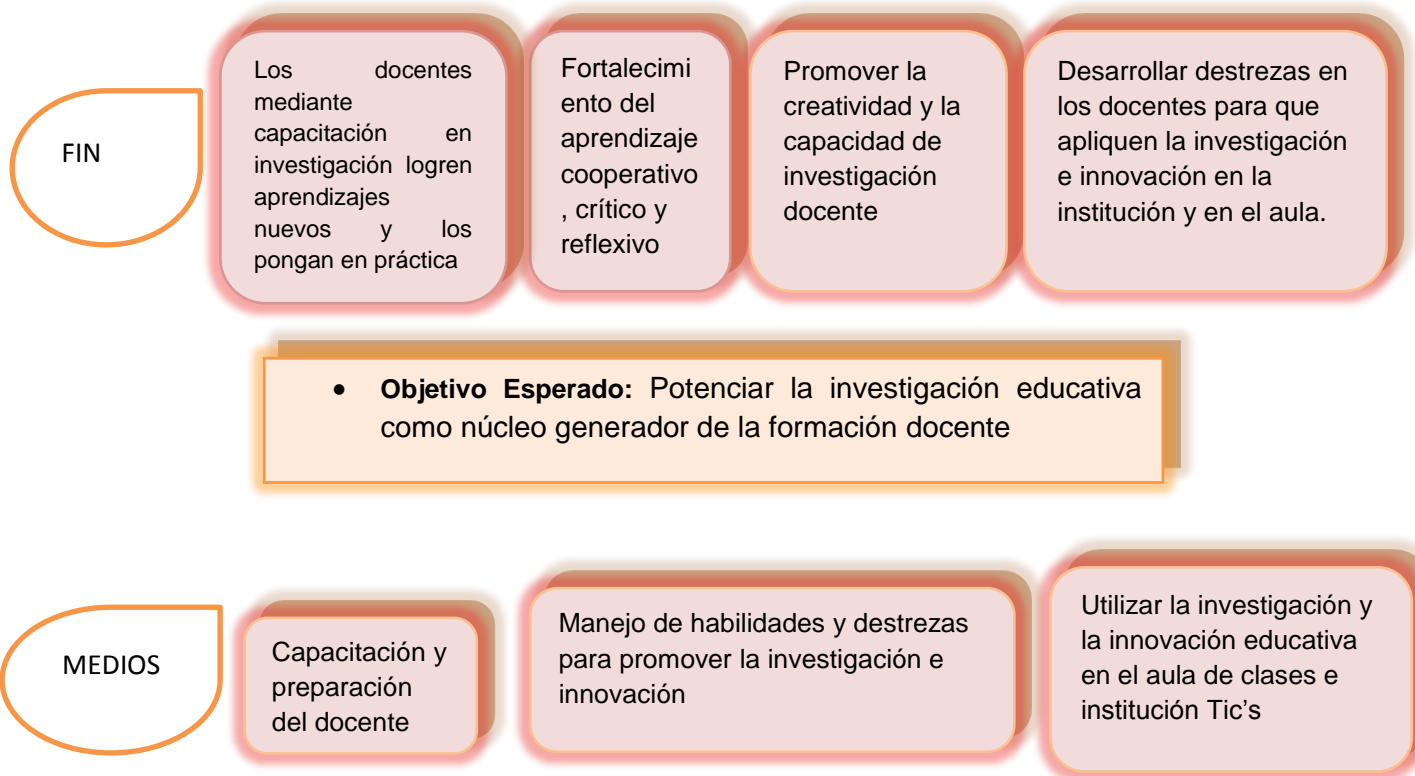 FIN
Los docentes
mediante
capacitación en
investigación logren
aprendizajes
nuevos y los
pongan en práctica
Fortalecimi
ento del
aprendizaje
cooperativo
, crítico y
reflexivo
Promover la
creatividad y la
capacidad de
investigación
docente
Desarrollar destrezas en
los docentes para que
apliquen la investigación
e innovación en la
institución y en el aula.
• Objetivo Esperado: Potenciar la investigación educativa
como núcleo generador de la formación docente
MEDIOS
Capacitación y
preparación
del docente
Manejo de habilidades y destrezas
para promover la investigación e
innovación
Utilizar la investigación y
la innovación educativa
en el aula de clases e
institución Tic’s